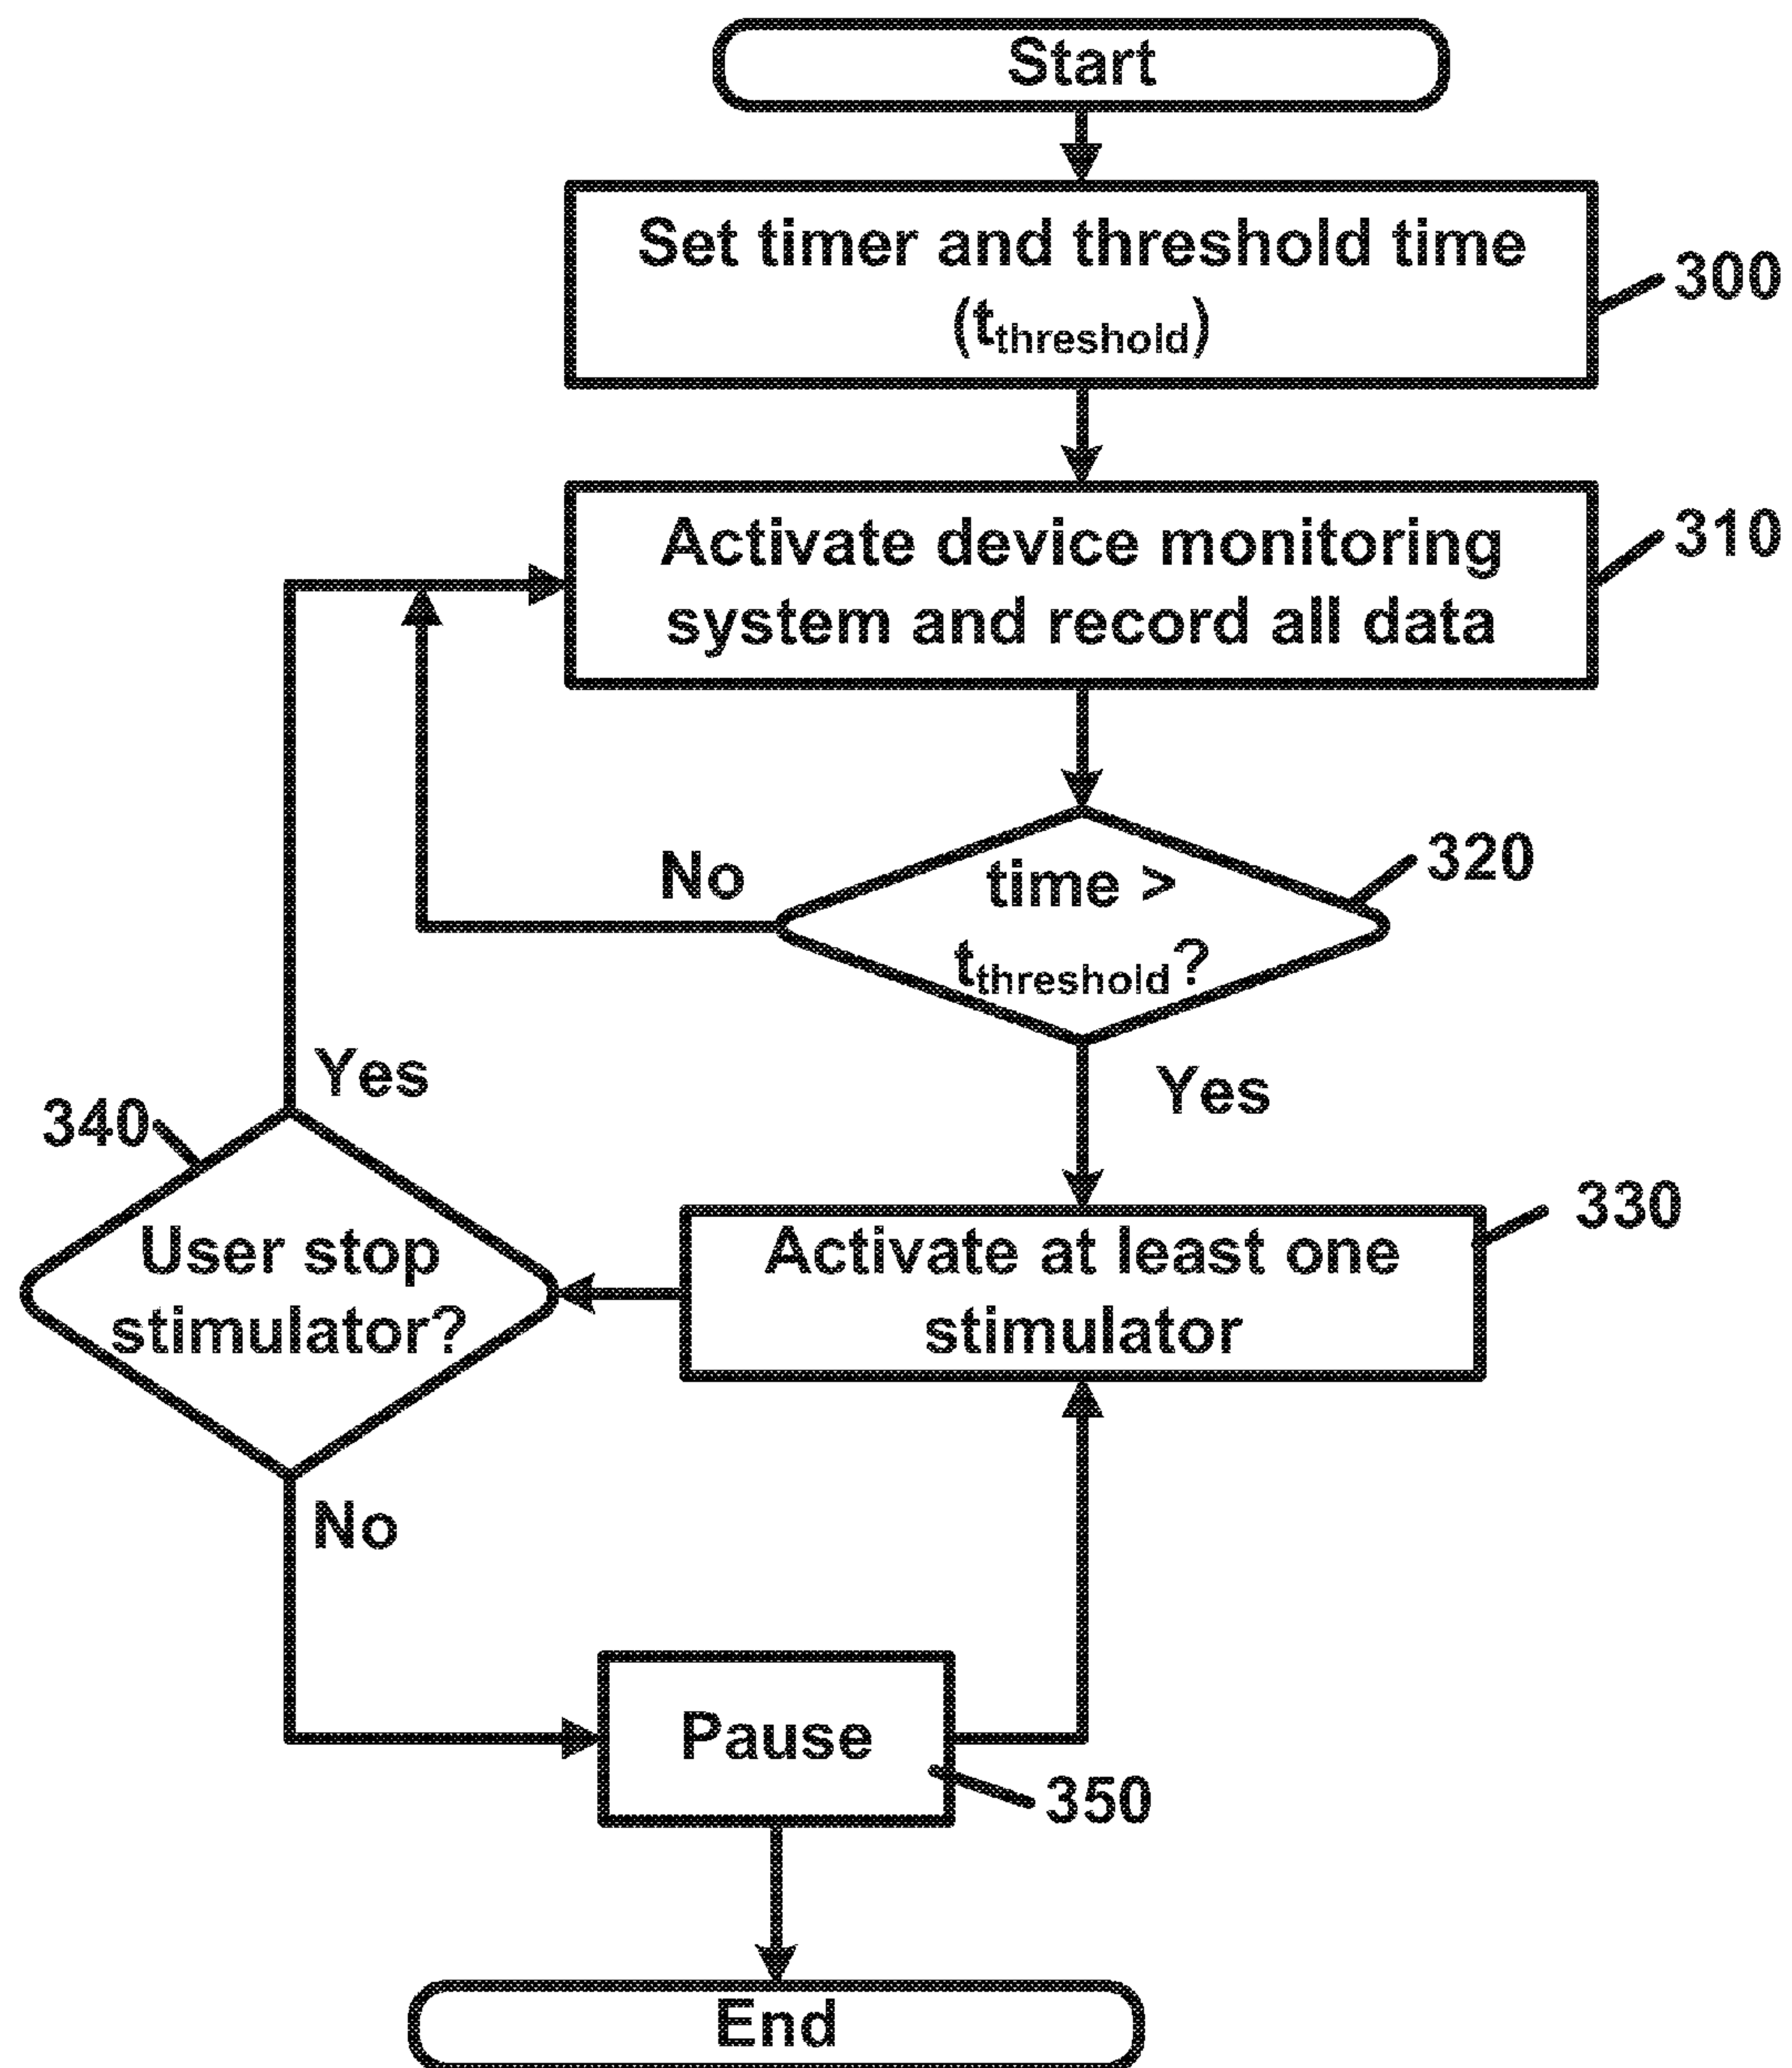 Start
Set timer and threshold time
(tthreshold)
300
Activate device monitoring
system and record all data
310
No
time >
tthreshold?
320
Yes
Yes
340
User stop
stimulator?
Activate at least one
stimulator
330
No
Pause
350
End